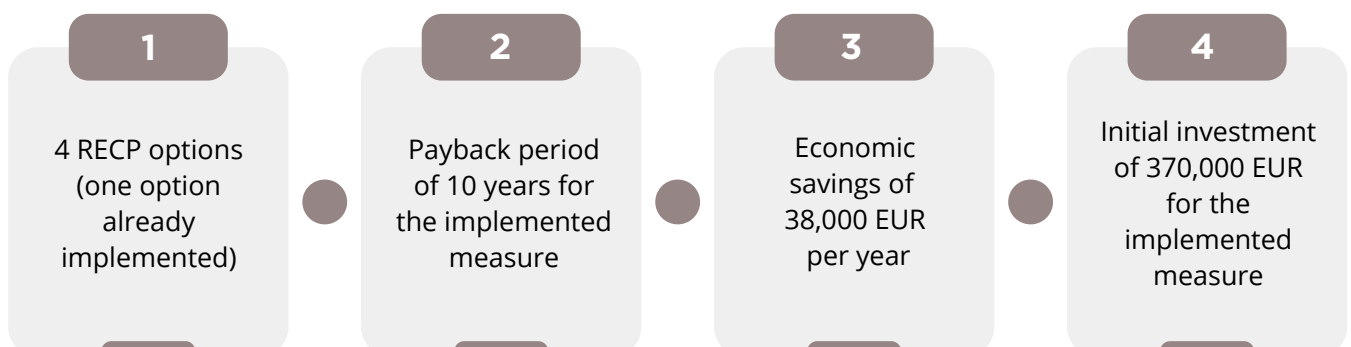 1
4 RECP options
(one option
already
implemented)
2
Payback period
of 10 years for
the implemented
measure
3
Economic
savings of
38,000 EUR
per year
4
Initial investment
of 370,000 EUR
for the
implemented
measure